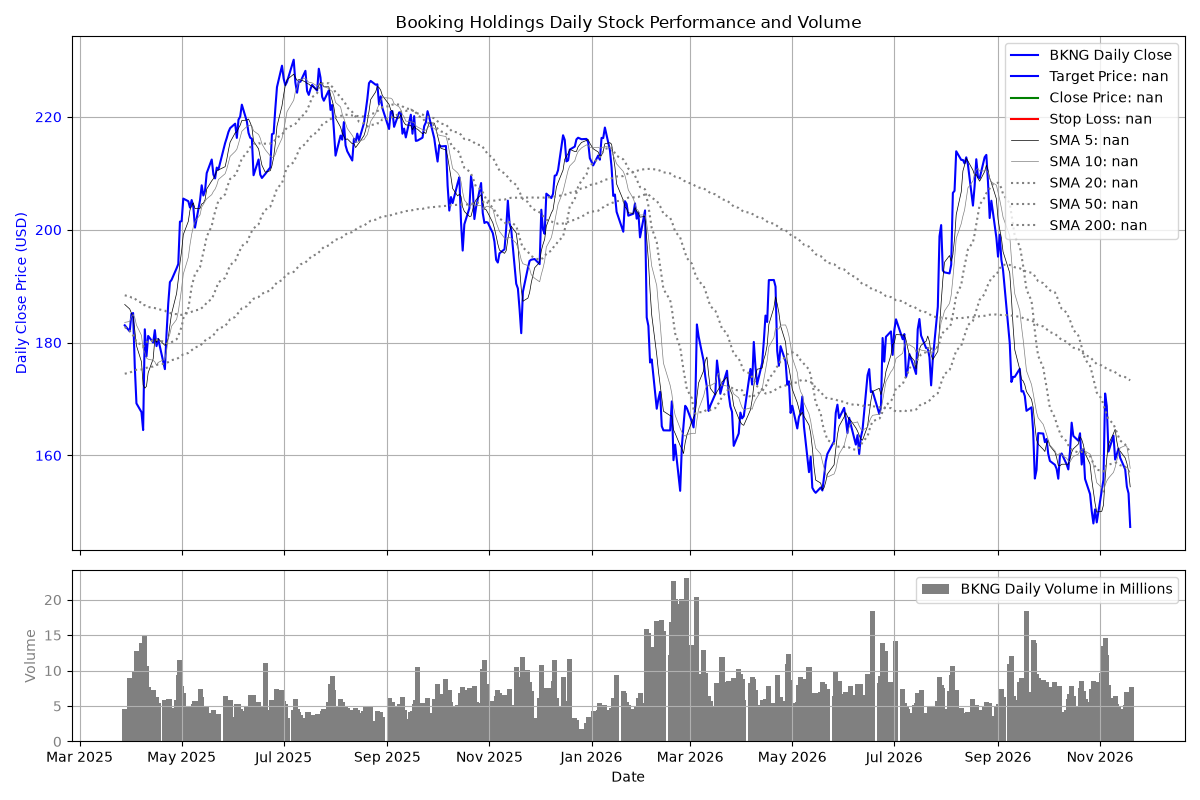 Booking Holdings Daily Stock Performance and Volume
BKNG Daily Close
Target Price: nan
Close Price: nan
Stop Loss: nan
SMA 5: nan
SMA 10: nan
SMA 20: nan
SMA 50: nan
SMA 200: nan
Daily Close Price (USD)
220
200
180
160
BKNG Daily Volume in Millions
Volume
20
15
10
5
0
Mar 2025 May 2025 Jul 2025 Sep 2025 Nov 2025 Jan 2026 Mar 2026 May 2026 Jul 2026 Sep 2026 Nov 2026
Date